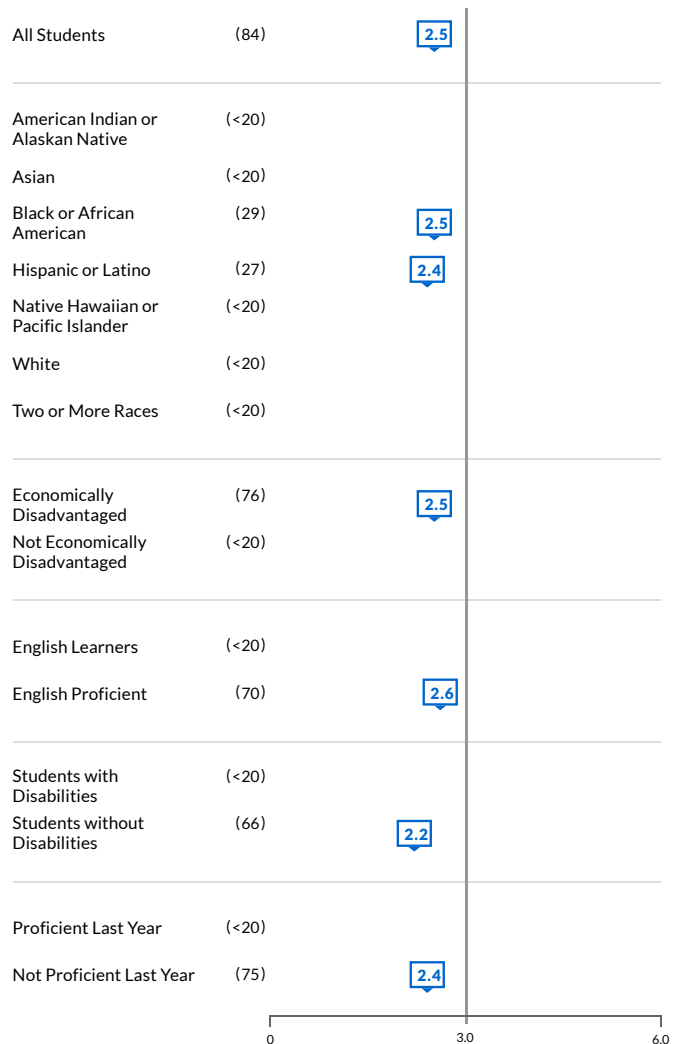 All Students (84) 2.5
American Indian or
Alaskan Native (<20)
Asian (<20)
Black or African
American (29) 2.5
Hispanic or Latino (27) 2.4
Native Hawaiian or
Pacific Islander (<20)
White (<20)
Two or More Races (<20)
Economically
Disadvantaged (76) 2.5
Not Economically
Disadvantaged (<20)
English Learners (<20)
English Proficient (70) 2.6
Students with
Disabilities (<20)
Students without
Disabilities (66) 2.2
Proficient Last Year (<20)
Not Proficient Last Year (75) 2.4
0 3.0 6.0